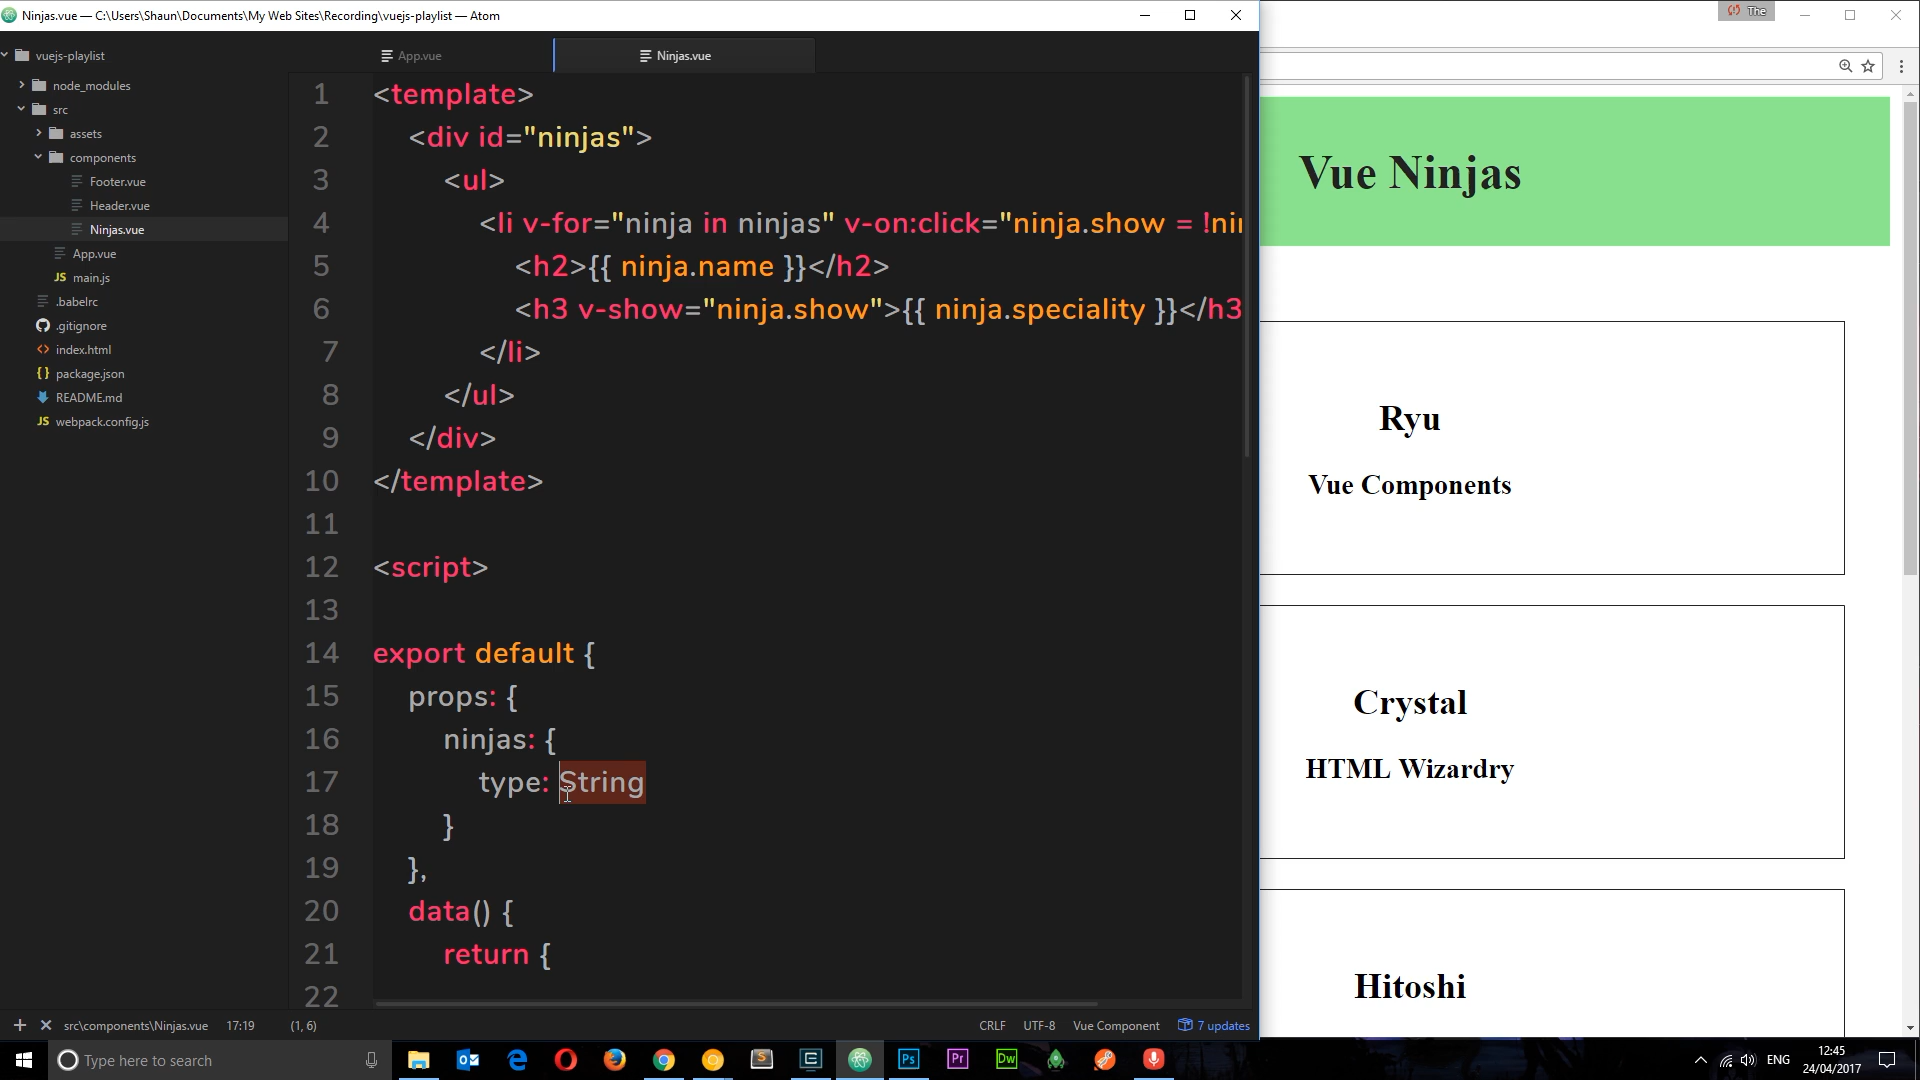 Ninjas.vue — C:\Users\Shaun\Documents\My Web Sites\Recording\vuejs-playlist — Atom
The
vuejs-playlist
node_modules
src
assets
components
Footer.vue
Header.vue
Ninjas.vue
App.vue
JS main.js
.babelrc
.gitignore
index.html
package.json
README.md
JS webpack.config.js
App.vue
Ninjas.vue
1 <template>
2 <div id="ninjas">
3 <ul>
4 <li v-for="ninja in ninjas" v-on:click="ninja.show = !nin
5 <h2>{{ ninja.name }}</h2>
6 <h3 v-show="ninja.show">{{ ninja.speciality }}</h3
7 </li>
8 </ul>
9 </div>
10 </template>
11
12 <script>
13
14 export default {
15 props: {
16 ninjas: {
17 type: String
18 }
19 },
20 data() {
21 return {
22
Vue Ninjas
Ryu
Vue Components
Crystal
HTML Wizardry
Hitoshi
src\components\Ninjas.vue 17:19 (1, 6)
CRLF UTF-8 Vue Component 7 updates
Type here to search
Ps
Pr
Dw
ENG
12:45
24/04/2017